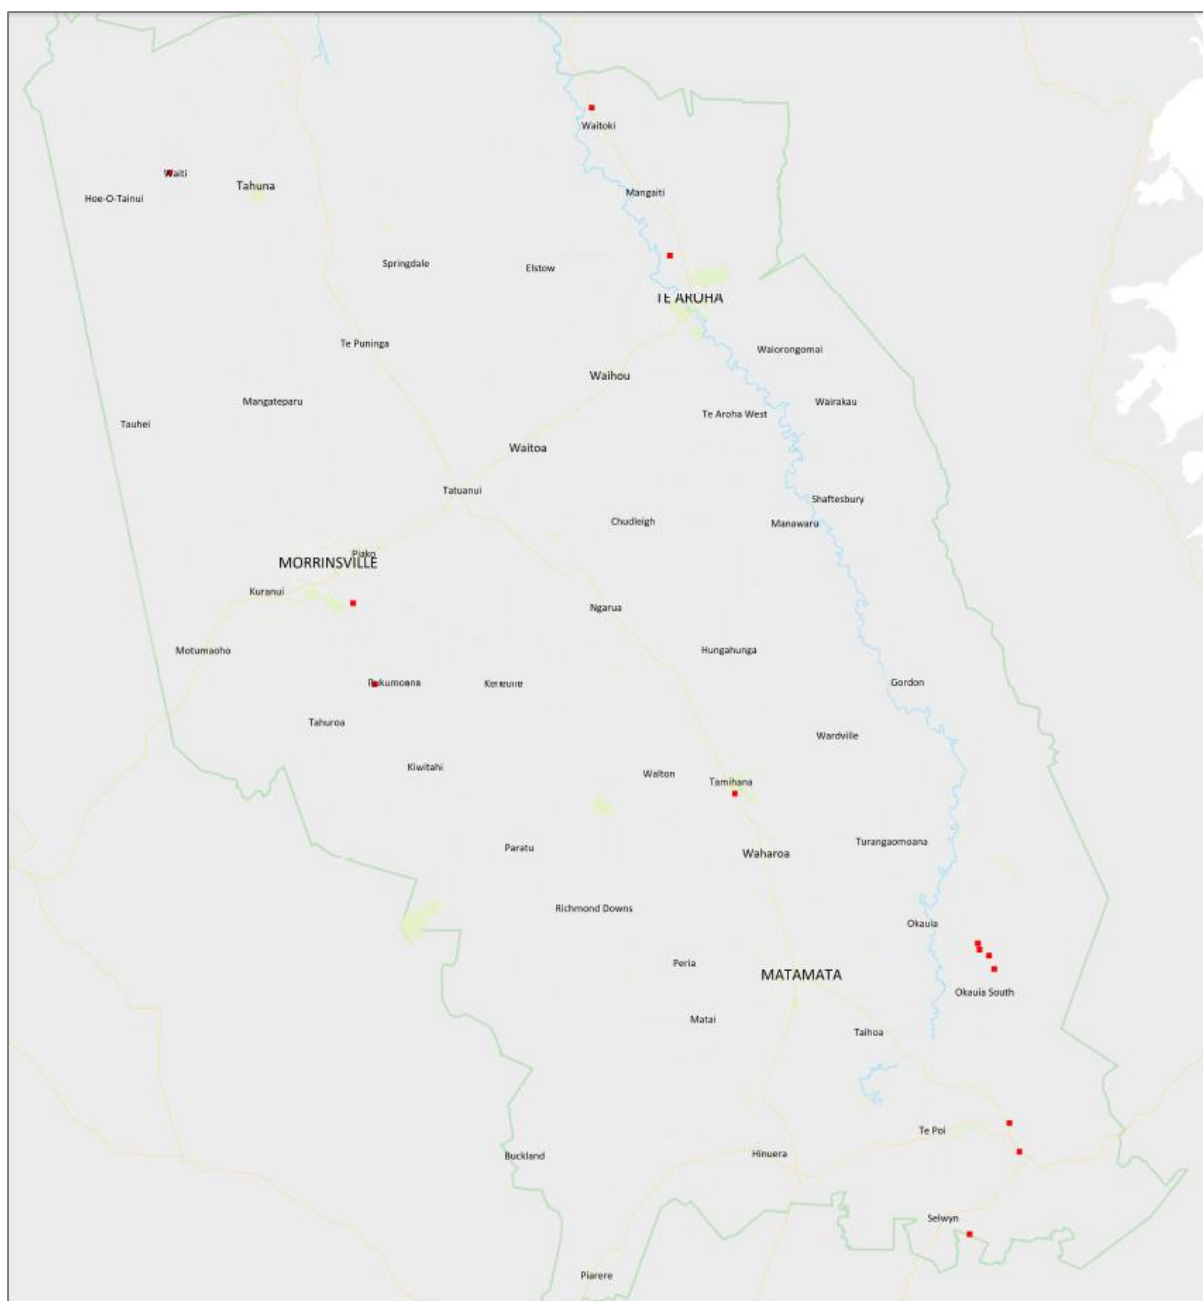 Waitoki
Waiti
Tahuna
Mangaiti
Hoe-O-Tainui
Springdale
Elstow
TE AROHA
Te Puninga
Waiorongomai
Waihou
Mangateparu
Wairakau
Te Aroha West
Tauhei
Waitoa
Tatuanui
Shaftesbury
Chudleigh
Manawaru
Piako
MORRINSVILLE
Kuranui
Ngarua
Motumaoho
Hungahunga
Pukumoana
Kereone
Gordon
Tahuroa
Wardville
Kiwitahi
Walton
Tamihana
Paratu
Waharoa
Turangaomoana
Richmond Downs
Okauia
Peria
MATAMATA
Okauia South
Matai
Taihoa
Te Poi
Buckland
Hinuera
Selwyn
Piarere